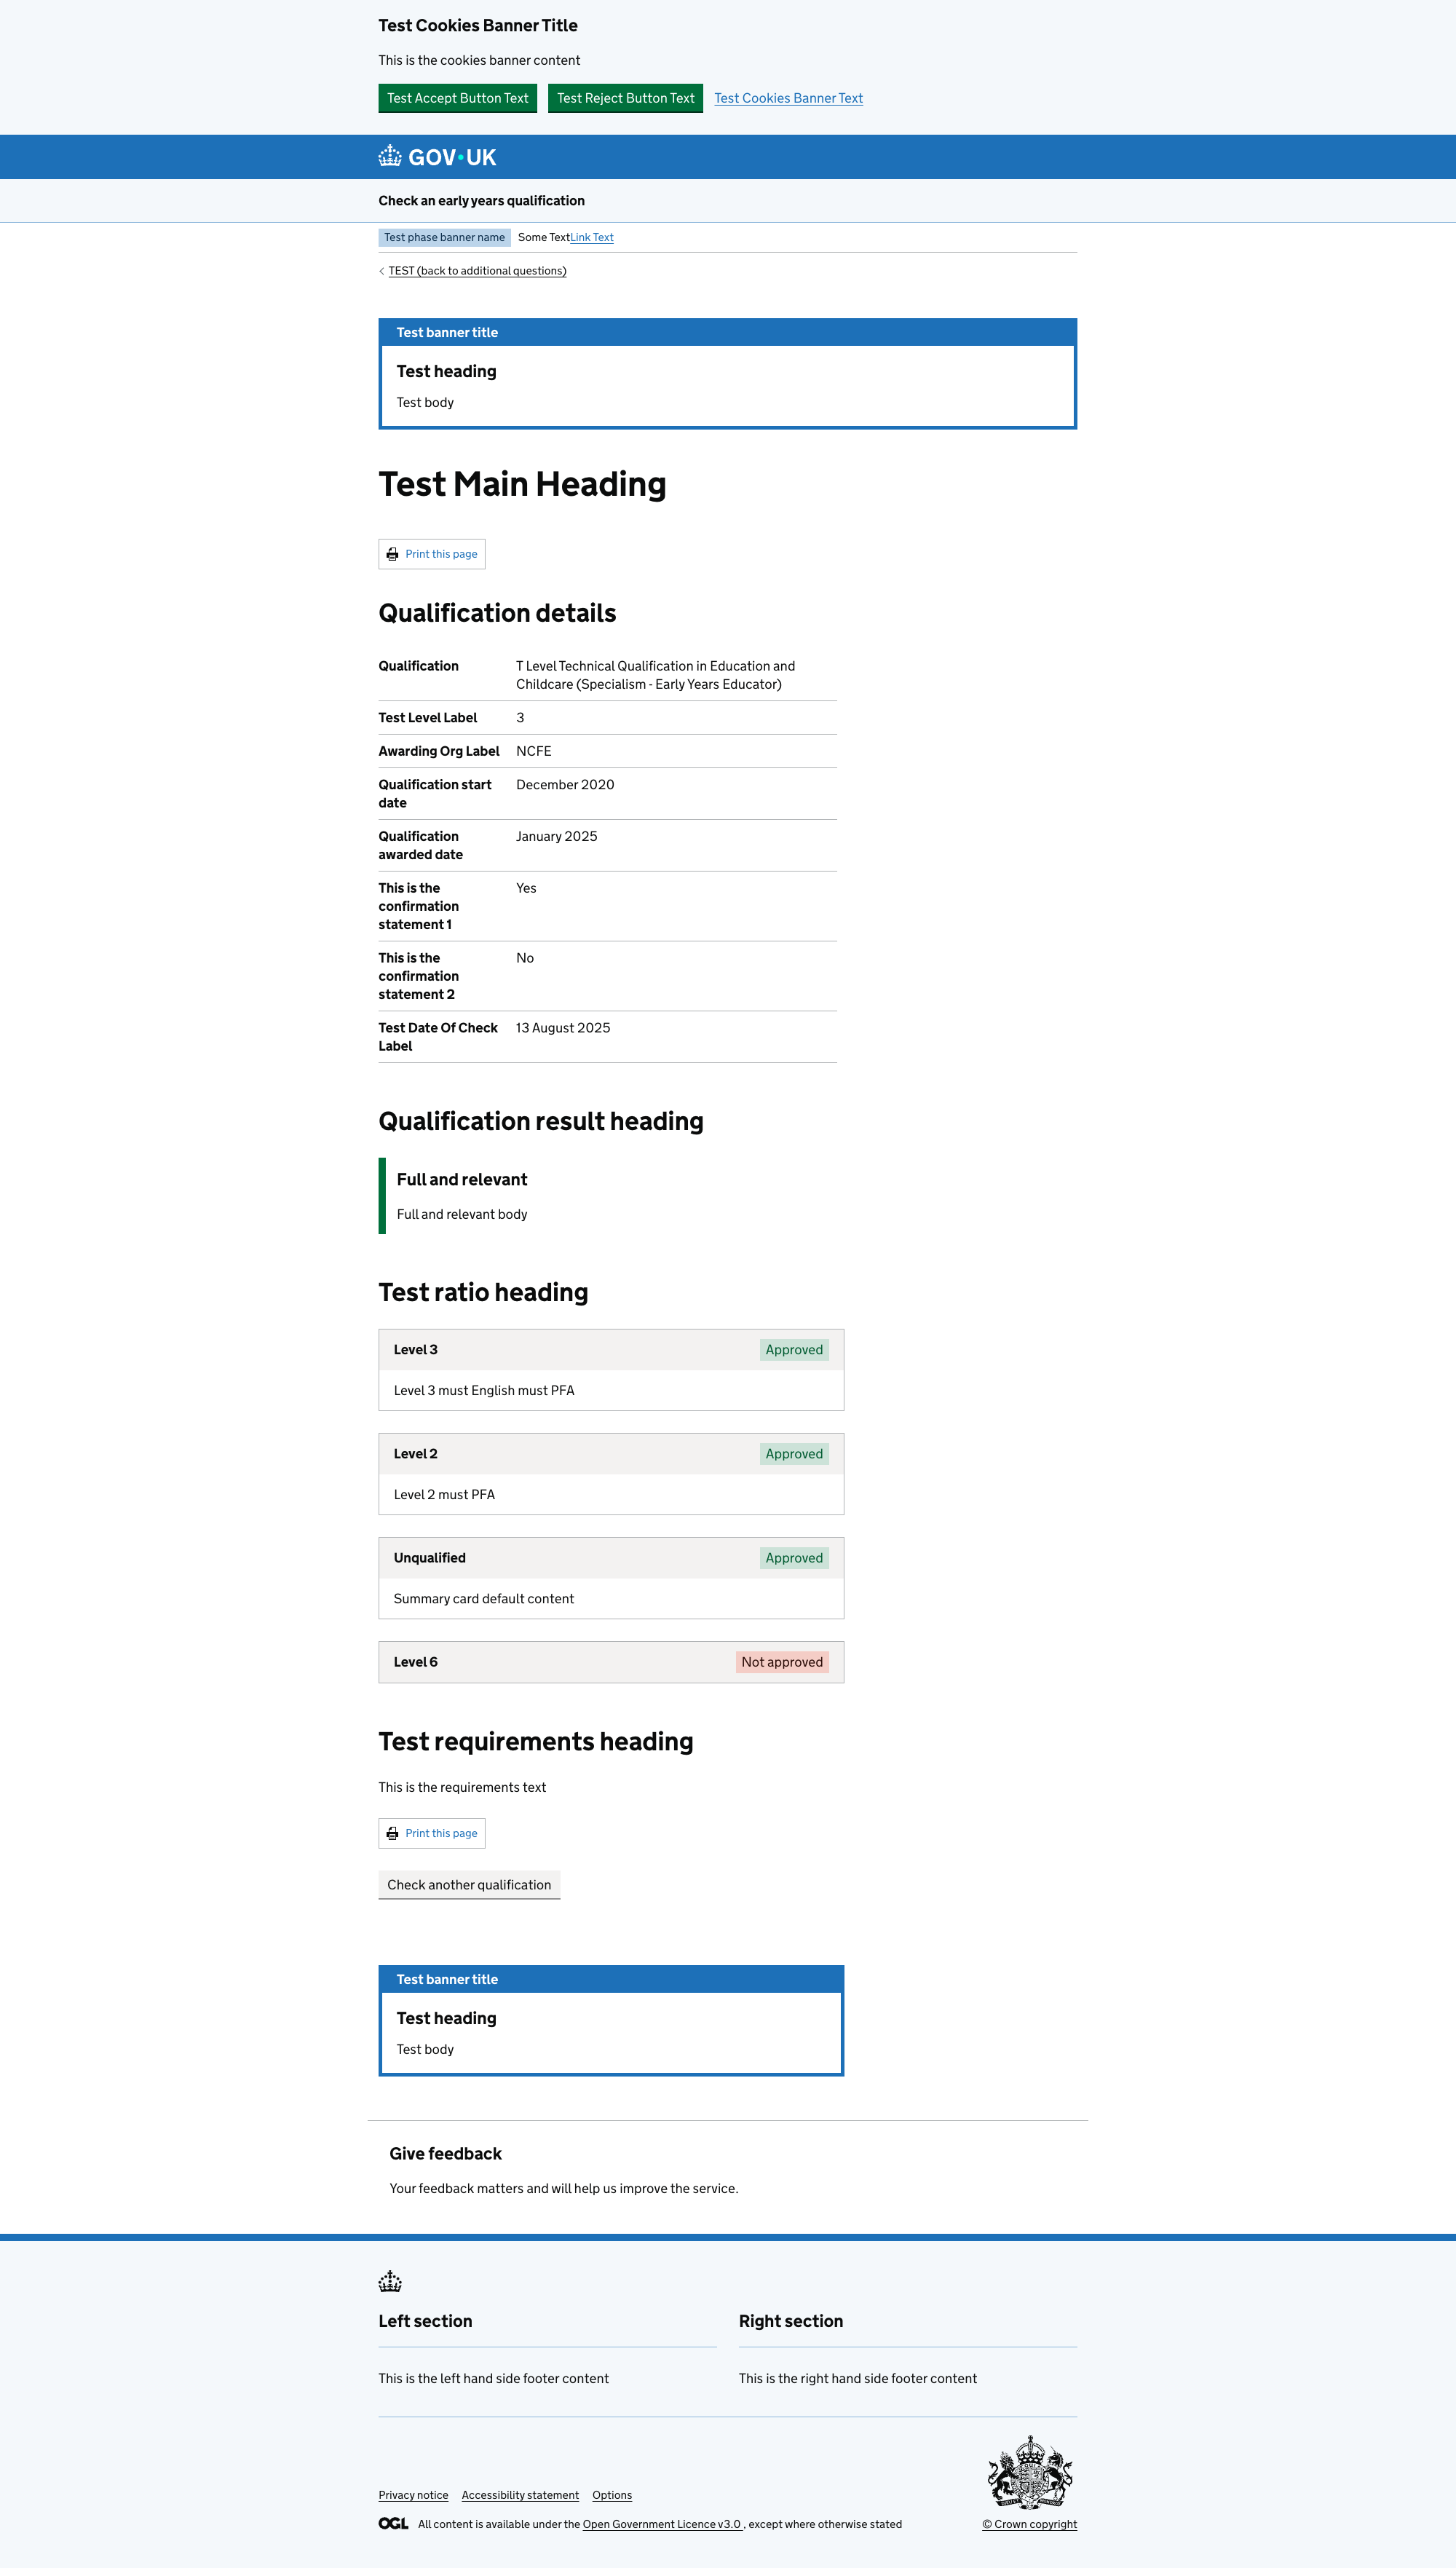 Test Cookies Banner Title
This is the cookies banner content
Test Accept Button Text
Test Reject Button Text
Test Cookies Banner Text
GOV·UK
Check an early years qualification
Test phase banner name
Some TextLink Text
TEST (back to additional questions)
Test banner title
Test heading
Test body
Test Main Heading
Print this page
Qualification details
Qualification
T Level Technical Qualification in Education and
Childcare (Specialism - Early Years Educator)
Test Level Label
3
Awarding Org Label
NCFE
Qualification start
date
December 2020
Qualification
awarded date
January 2025
This is the
confirmation
statement 1
Yes
This is the
confirmation
statement 2
No
Test Date Of Check
Label
13 August 2025
Qualification result heading
Full and relevant
Full and relevant body
Test ratio heading
Level 3
Approved
Level 3 must English must PFA
Level 2
Approved
Level 2 must PFA
Unqualified
Approved
Summary card default content
Level 6
Not approved
Test requirements heading
This is the requirements text
Print this page
Check another qualification
Test banner title
Test heading
Test body
Give feedback
Your feedback matters and will help us improve the service.
Left section
This is the left hand side footer content
Right section
This is the right hand side footer content
Privacy notice
Accessibility statement
Options
OGL
All content is available under the Open Government Licence v3.0 , except where otherwise stated
© Crown copyright